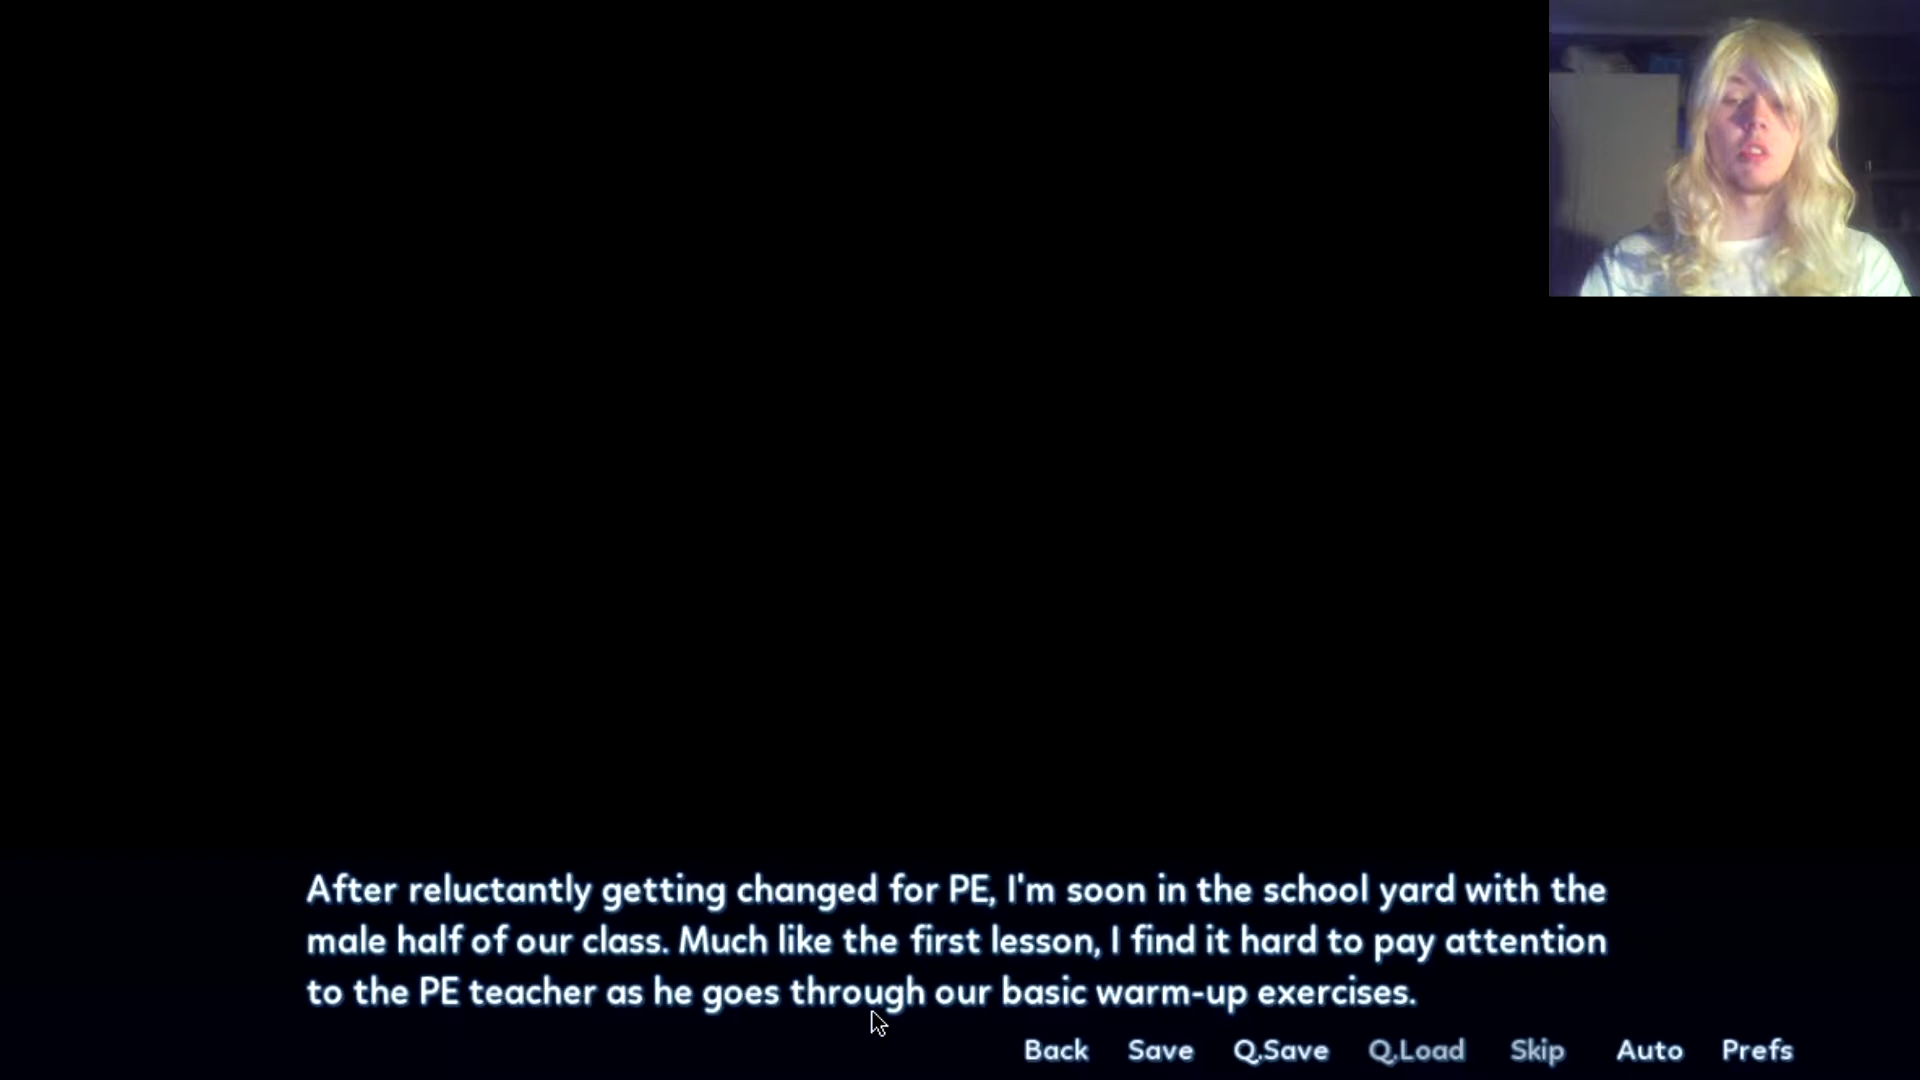 After reluctantly getting changed for PE, I'm soon in the school yard with the
male half of our class. Much like the first lesson, I find it hard to pay attention
to the PE teacher as he goes through our basic warm-up exercises.
Back Save Q.Save Q.Load Skip Auto Prefs